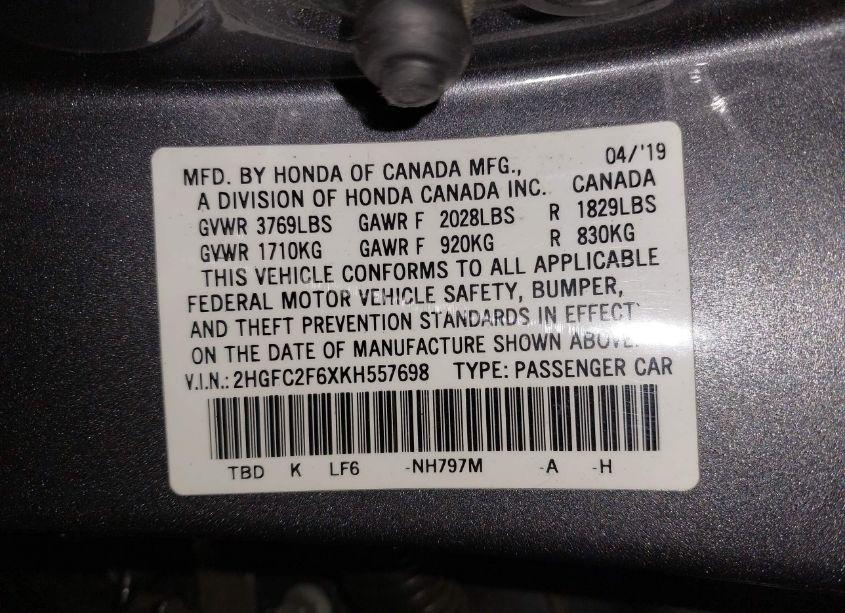 MFD. BY HONDA OF CANADA MFG., 04/'19
A DIVISION OF HONDA CANADA INC. CANADA
GVWR 3769LBS GAWR F 2028LBS R 1829LBS
GVWR 1710KG GAWR F 920KG R 830KG
THIS VEHICLE CONFORMS TO ALL APPLICABLE
FEDERAL MOTOR VEHICLE SAFETY, BUMPER,
AND THEFT PREVENTION STANDARDS IN EFFECT
ON THE DATE OF MANUFACTURE SHOWN ABOVE.
V.I.N.: 2HGFC2F6XKH557698 TYPE: PASSENGER CAR
TBD K LF6 -NH797M -A -H